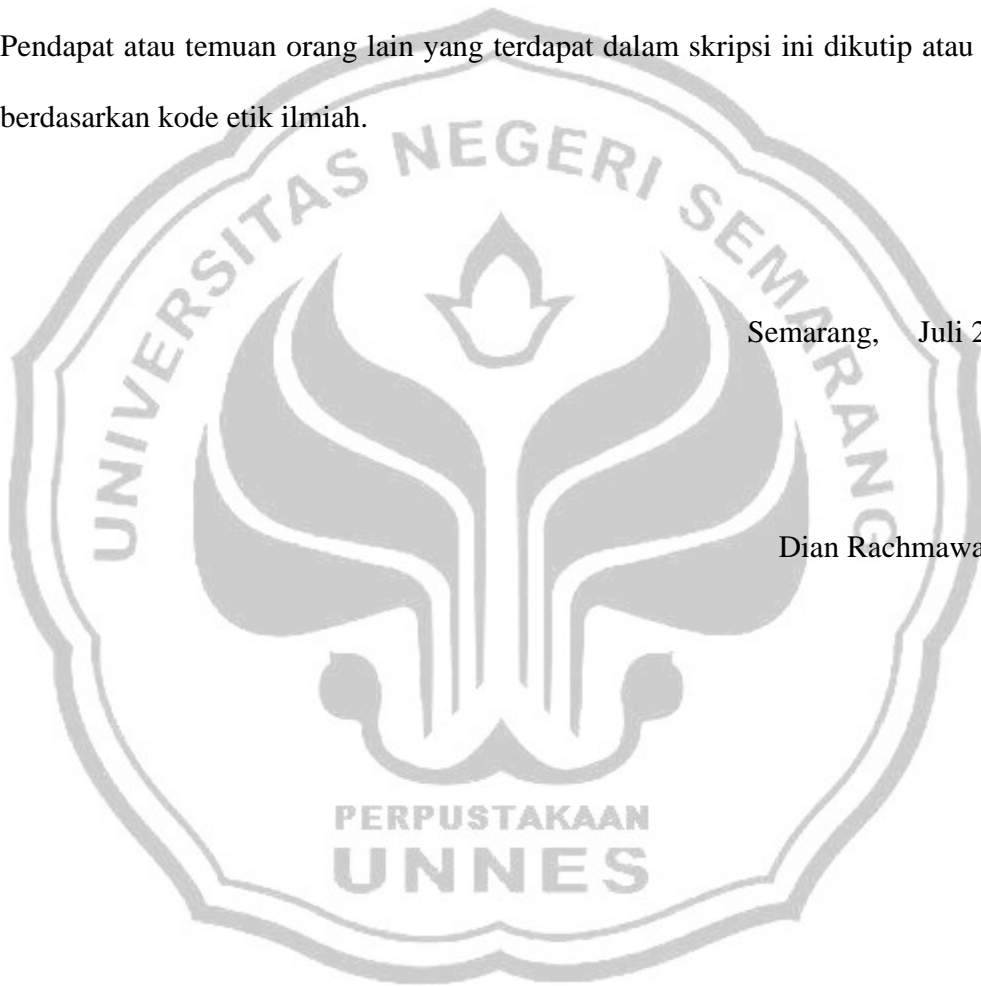 Pendapat atau temuan orang lain yang terdapat dalam skripsi ini dikutip atau
berdasarkan kode etik ilmiah.
UNIVERSITAS NEGERI SEMARANG
Semarang, Juli 2
Dian Rachmawa
PERPUSTAKAAN
UNNES